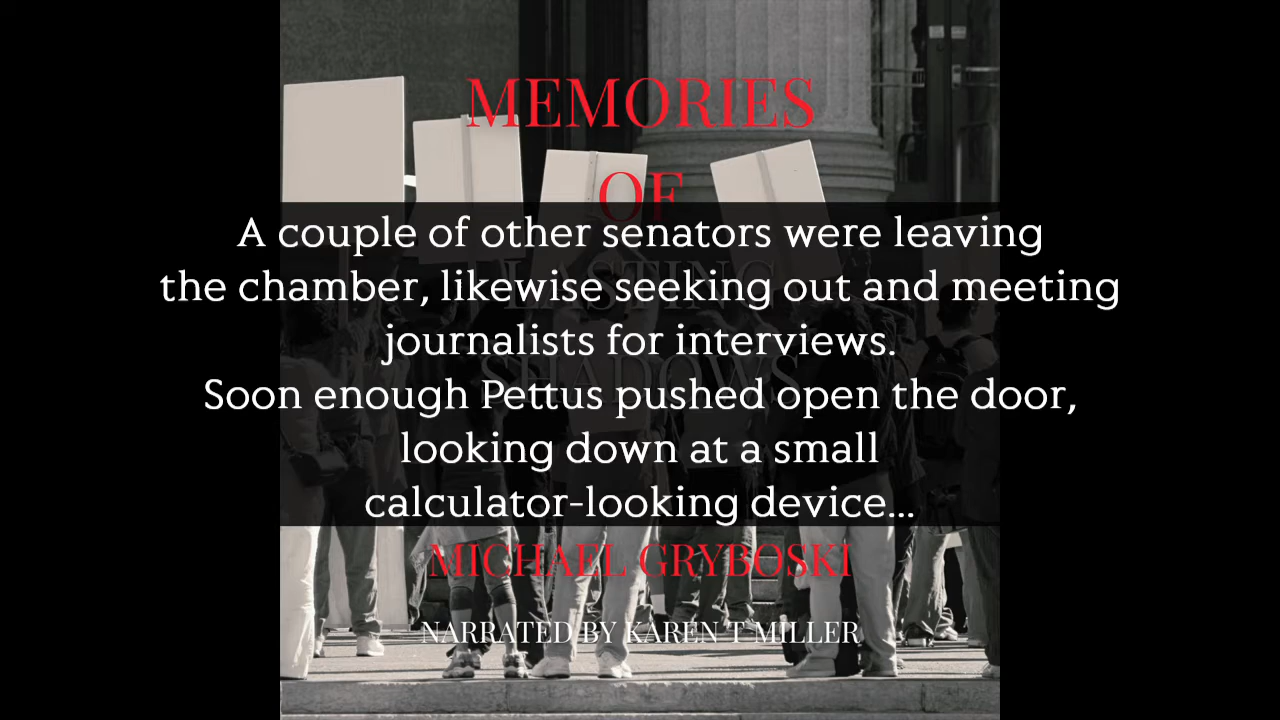 MEMORIES
OF
LASTING
SHADOWS
A couple of other senators were leaving
the chamber, likewise seeking out and meeting
journalists for interviews.
Soon enough Pettus pushed open the door,
looking down at a small
calculator-looking device...
MICHAEL GRYBOSKI
NARRATED BY KAREN T MILLER